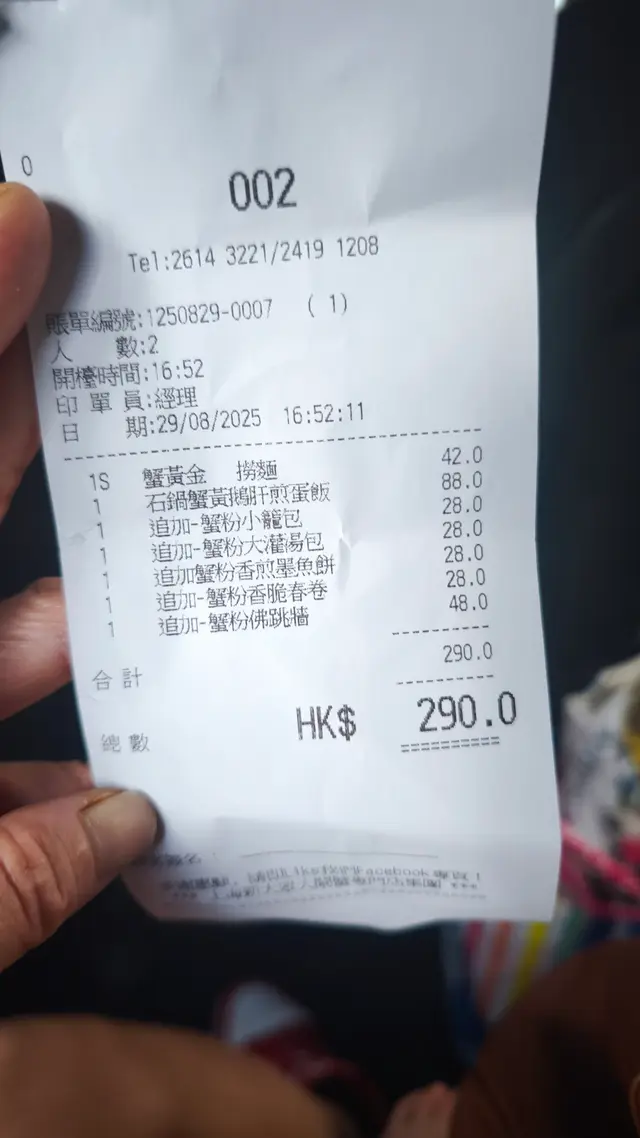 0
002
Tel:2614 3221/2419 1208
賬單編號:1250829-0007 ( 1)
人 數:2
開檯時間:16:52
印 單 員:經理
日 期:29/08/2025 16:52:11
1S 蟹黃金 撈麵 42.0
1 石鍋蟹黃鵝肝煎蛋飯 88.0
1 追加-蟹粉小籠包 28.0
1 追加-蟹粉大灌湯包 28.0
1 追加蟹粉香煎墨魚餅 28.0
1 追加-蟹粉香脆春卷 28.0
1 追加-蟹粉佛跳牆 48.0
合計 290.0
總數 HK$ 290.0
Facebook